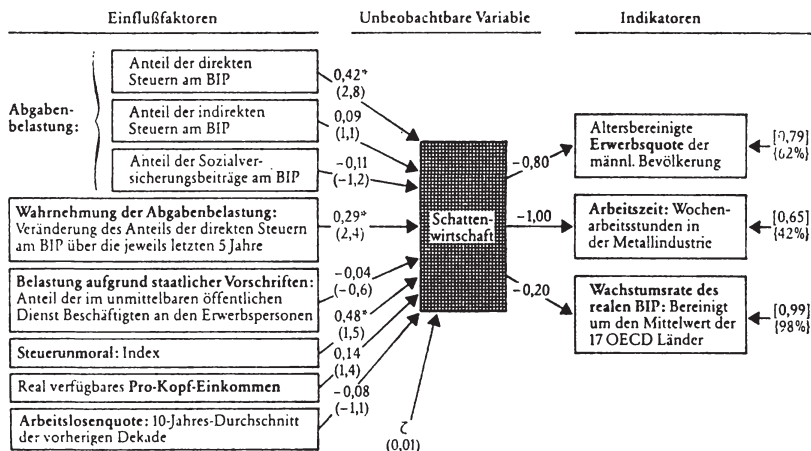 Einflußfaktoren
Unbeobachtbare Variable
Indikatoren
Abgaben-
belastung:
Anteil der direkten
Steuern am BIP
0,42*
(2,8)
Anteil der indirekten
Steuern am BIP
0,09
(1,1)
Anteil der Sozialver-
sicherungsbeiträge am BIP
−0,11
(−1,2)
Wahrnehmung der Abgabenbelastung:
Veränderung des Anteils der direkten Steuern
am BIP über die jeweils letzten 5 Jahre
0,29*
(2,4)
Belastung aufgrund staatlicher Vorschriften:
Anteil der im unmittelbaren öffentlichen
Dienst Beschäftigten an den Erwerbspersonen
−0,04
(−0,6)
Steuerunmoral: Index
0,48*
(1,5)
Real verfügbares Pro-Kopf-Einkommen
0,14
(1,4)
Arbeitslosenquote: 10-Jahres-Durchschnitt
der vorherigen Dekade
−0,08
(−1,1)
Schatten-
wirtschaft
ζ
(0,01)
−0,80
Altersbereinigte
Erwerbsquote der
männl. Bevölkerung
[0,79]
{62%}
−1,00
Arbeitszeit: Wochen-
arbeitsstunden in
der Metallindustrie
[0,65]
{42%}
−0,20
Wachstumsrate des
realen BIP: Bereinigt
um den Mittelwert der
17 OECD Länder
[0,99]
{98%}